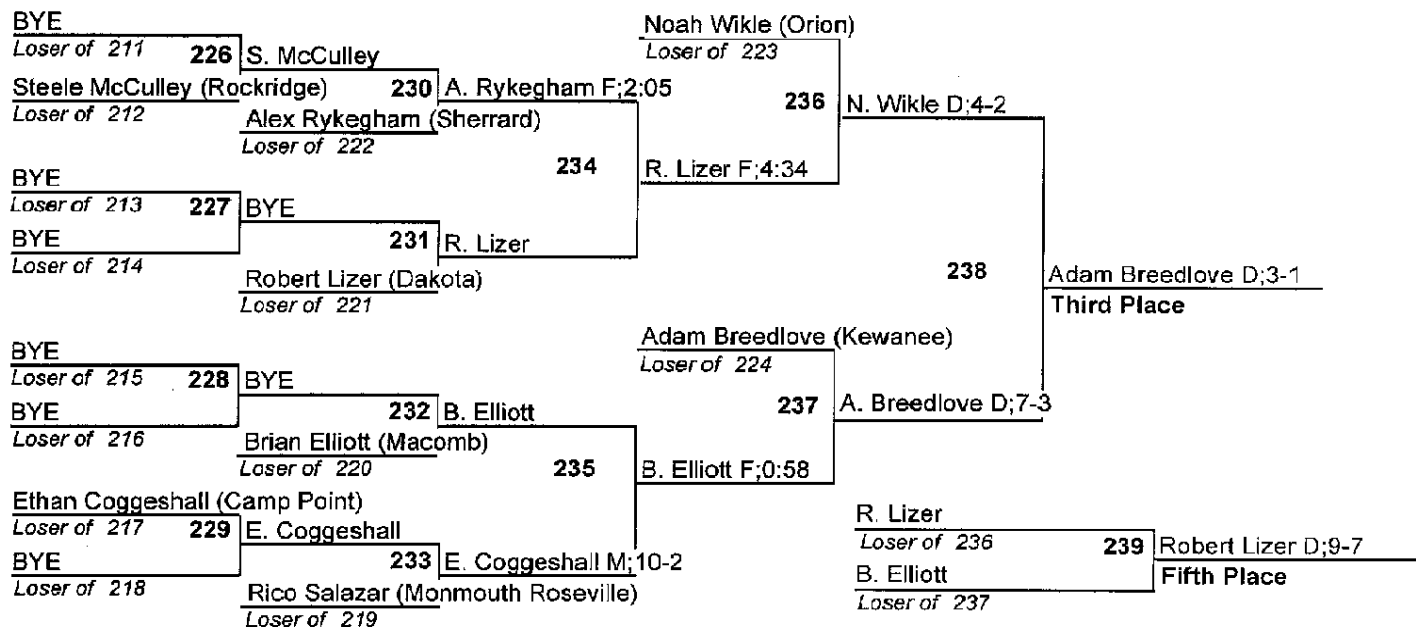 BYE
Loser of 211
226
S. McCulley
Steele McCulley (Rockridge)
Loser of 212
230
A. Rykegham F;2:05
Alex Rykegham (Sherrard)
Loser of 222
Noah Wikle (Orion)
Loser of 223
236
N. Wikle D;4-2
234
R. Lizer F;4:34
BYE
Loser of 213
227
BYE
BYE
Loser of 214
231
R. Lizer
Robert Lizer (Dakota)
Loser of 221
238
Adam Breedlove D;3-1
Third Place
BYE
Loser of 215
228
BYE
BYE
Loser of 216
232
B. Elliott
Brian Elliott (Macomb)
Loser of 220
Adam Breedlove (Kewanee)
Loser of 224
237
A. Breedlove D;7-3
235
B. Elliott F;0:58
Ethan Coggeshall (Camp Point)
Loser of 217
229
E. Coggeshall
BYE
Loser of 218
233
E. Coggeshall M;10-2
Rico Salazar (Monmouth Roseville)
Loser of 219
R. Lizer
Loser of 236
239
Robert Lizer D;9-7
B. Elliott
Fifth Place
Loser of 237